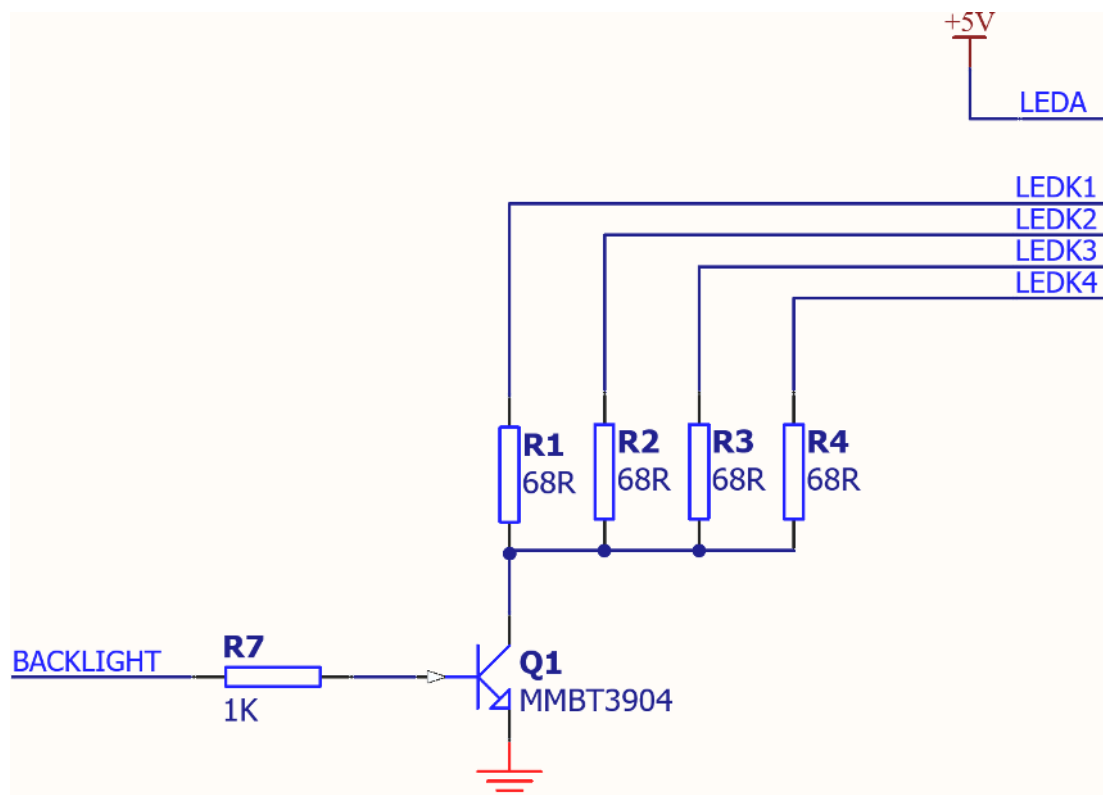 +5V
LEDA
LEDK1
LEDK2
LEDK3
LEDK4
R1
68R
R2
68R
R3
68R
R4
68R
BACKLIGHT
R7
1K
Q1
MMBT3904